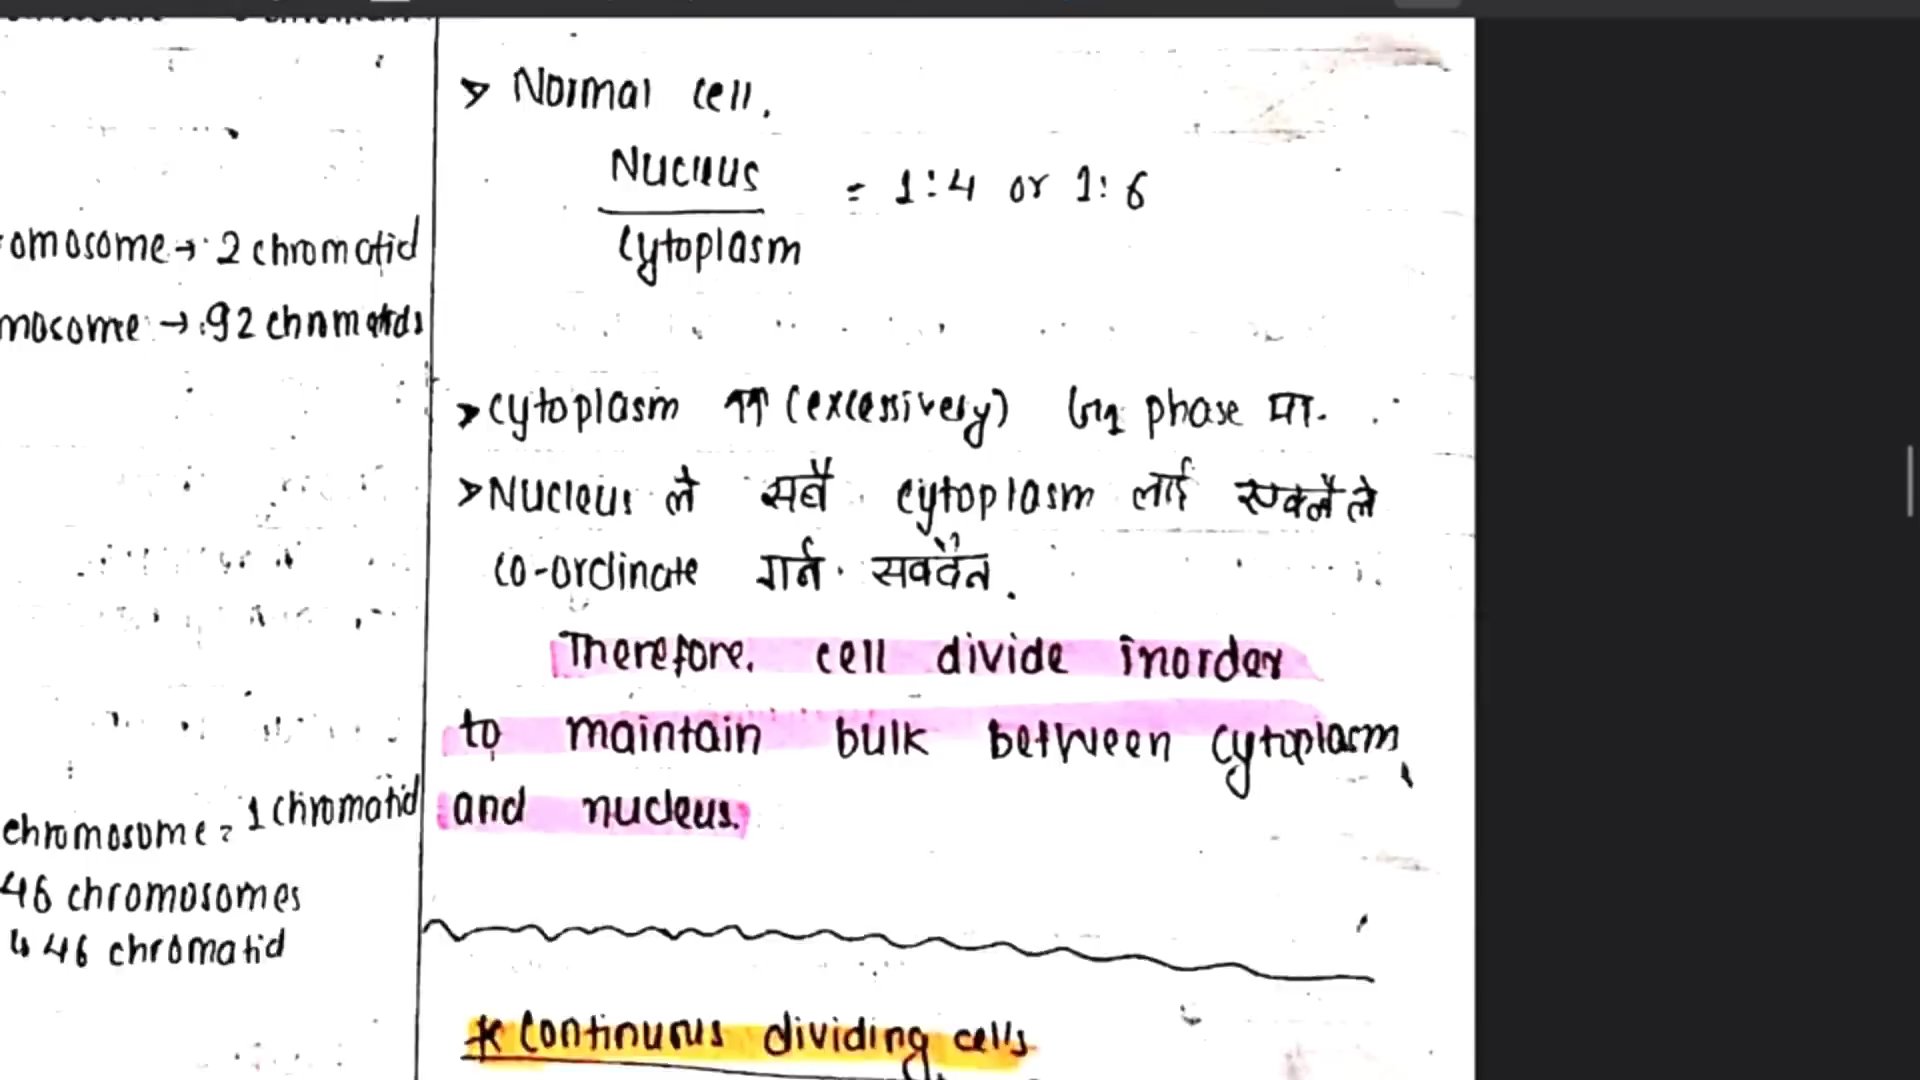 omosome → 2 chromatid
mosome → 92 chromatids
chromosome = 1 chromatid
46 chromosomes
↳ 46 chromatid
➤ Normal cell.
Nucleus
Cytoplasm
= 1:4 or 1:6
➤ cytoplasm ↑↑ (excessively) G1 phase मा.
➤ Nucleus ले सबै cytoplasm लाई एक्लैले
co-ordinate गर्न सक्दैन.
Therefore, cell divide inorder
to maintain bulk between cytoplasm
and nucleus.
* Continuous dividing cells